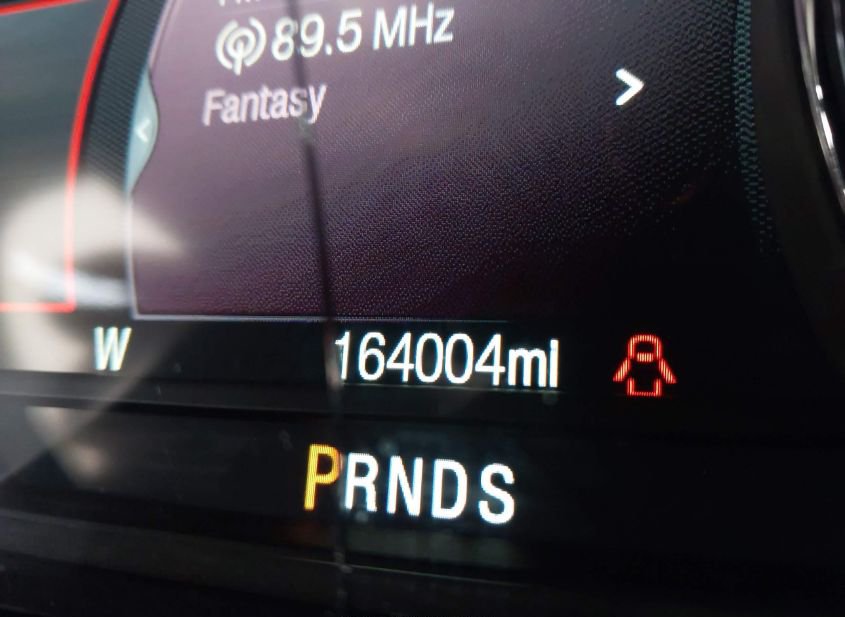 89.5 MHz
Fantasy
W
164004mi
PRNDS